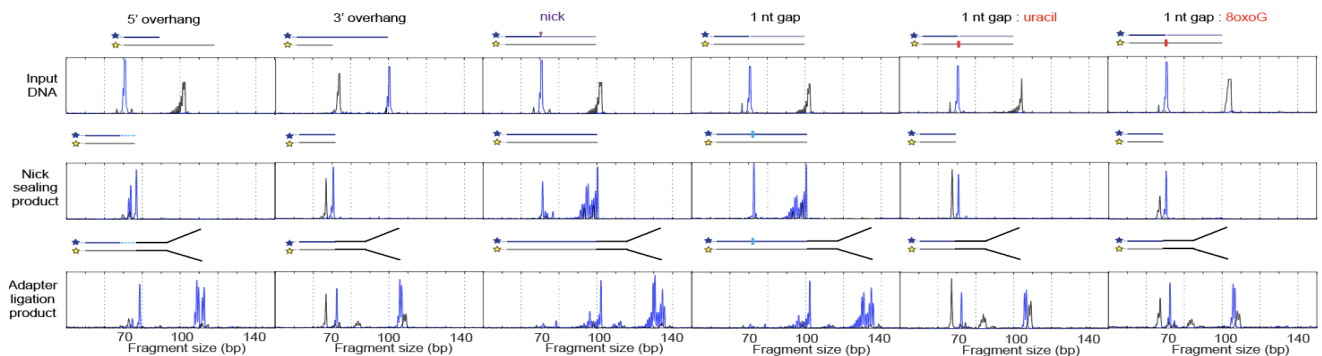 5' overhang 3' overhang nick 1 nt gap 1 nt gap : uracil 1 nt gap : 8oxoG
Input
DNA
Nick
sealing
product
Adapter
ligation
product
70 100 140 70 100 140 70 100 140 70 100 140 70 100 140 70 100 140
Fragment size (bp) Fragment size (bp) Fragment size (bp) Fragment size (bp) Fragment size (bp) Fragment size (bp)